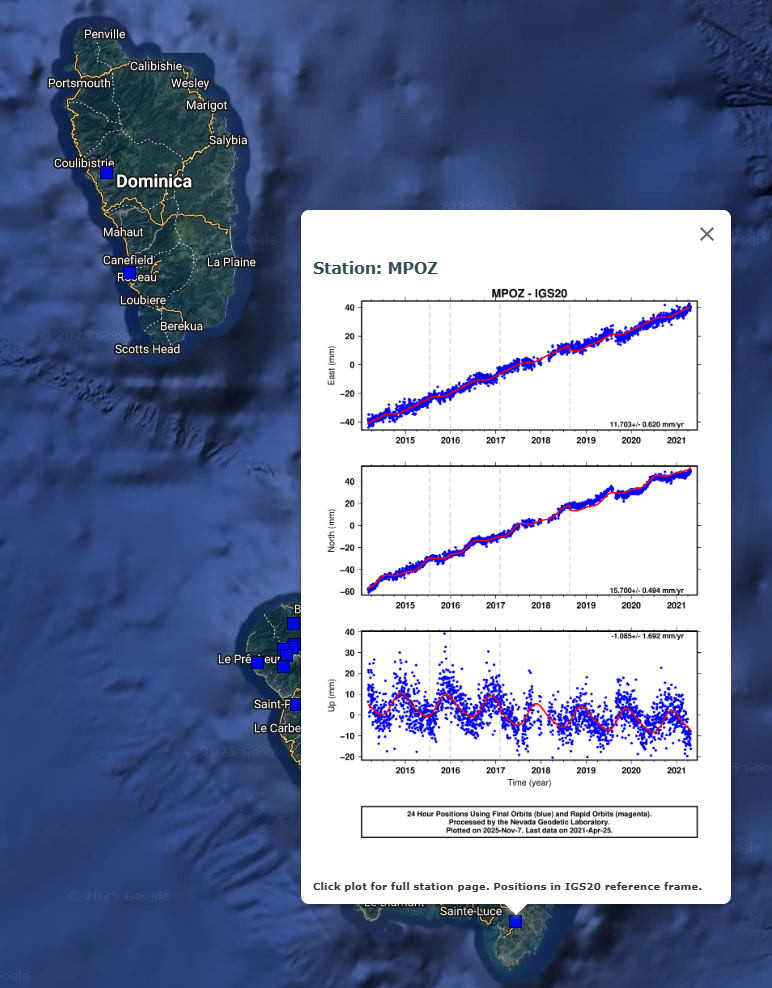 Penville
Calibishie
Portsmouth
Wesley
Marigot
Salybia
Coulibistrie
Dominica
© 2025 Google
Mahaut
Google
Google
Canefield
La Plaine
Roseau
Loubiere
Berekua
© 2025 Google
Scotts Head
Station: MPOZ
MPOZ - IGS20
East (mm)
40
20
0
−20
−40
11.703+/- 0.620 mm/yr
2015 2016 2017 2018 2019 2020 2021
North (mm)
40
20
0
−20
−40
−60
15.700+/- 0.494 mm/yr
2015 2016 2017 2018 2019 2020 2021
Up (mm)
40
30
20
10
0
−10
−20
-1.085+/- 1.692 mm/yr
2015 2016 2017 2018 2019 2020 2021
Time (year)
24 Hour Positions Using Final Orbits (blue) and Rapid Orbits (magenta).
Processed by the Nevada Geodetic Laboratory.
Plotted on 2025-Nov-7. Last data on 2021-Apr-25.
Click plot for full station page. Positions in IGS20 reference frame.
B
Le Prêcheur
Saint-P
Le Carbe
© 2025 Google
© 2025 Google
Le Diamant
Sainte-Luce